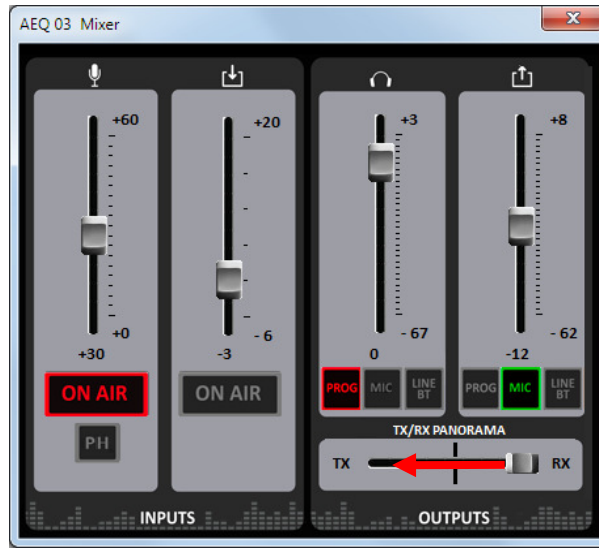 AEQ 03 Mixer
+60
+0
+30
ON AIR
PH
+20
- 6
-3
ON AIR
INPUTS
+3
- 67
0
PROG MIC LINE BT
+8
- 62
-12
PROG MIC LINE BT
TX/RX PANORAMA
TX RX
OUTPUTS